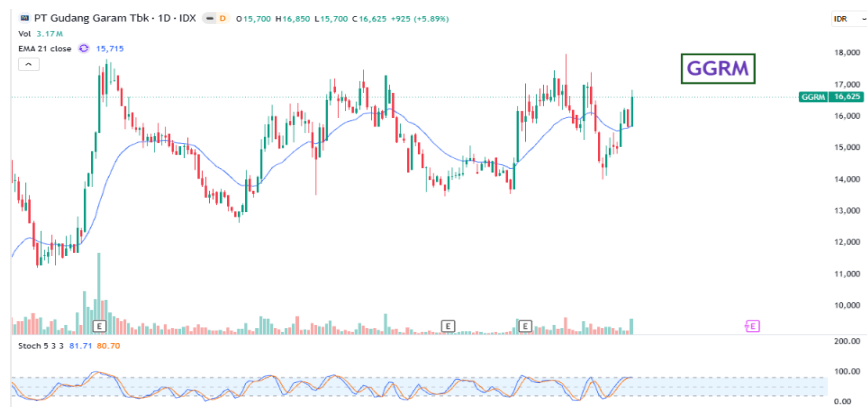 PT Gudang Garam Tbk · 1D · IDX D O15,700 H16,850 L15,700 C16,625 +925 (+5.89%)
IDR
Vol 3.17M
EMA 21 close 15,715
GGRM
18,000
17,000
GGRM 16,625
16,000
15,000
14,000
13,000
12,000
11,000
10,000
E E E E
Stoch 5 3 3 81.71 80.70
200.00
100.00
0.00